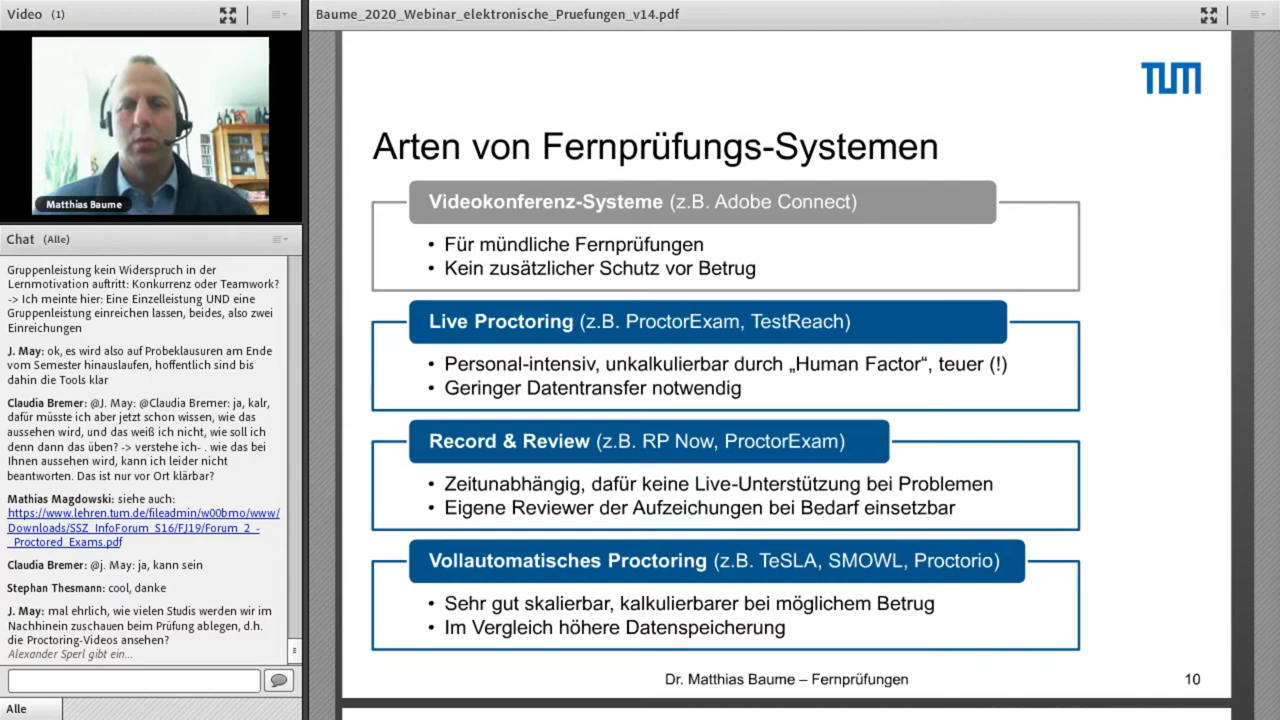 Video (1)
Matthias Baume
Chat (Alle)
Gruppenleistung kein Widerspruch in der
Lernmotivation auftritt: Konkurrenz oder Teamwork?
-> Ich meinte hier: Eine Einzelleistung UND eine
Gruppenleistung einreichen lassen, beides, also zwei
Einreichungen
J. May: ok, es wird also auf Probeklausuren am Ende
vom Semester hinauslaufen, hoffentlich sind bis
dahin die Tools klar
Claudia Bremer: @J. May: @Claudia Bremer: ja, kalr,
dafür müsste ich aber jetzt schon wissen, wie das
aussehen wird, und das weiß ich nicht, wie soll ich
denn dann das üben? -> verstehe ich- . wie das bei
Ihnen aussehen wird, kann ich leider nicht
beantworten. Das ist nur vor Ort klärbar?
Mathias Magdowski: siehe auch:
https://www.lehren.tum.de/fileadmin/w00bmo/www/
Downloads/SSZ_InfoForum_S16/FJ19/Forum_2_-
_Proctored_Exams.pdf
Claudia Bremer: @j. May: ja, kann sein
Stephan Thesmann: cool, danke
J. May: mal ehrlich, wie vielen Studis werden wir im
Nachhinein zuschauen beim Prüfung ablegen, d.h.
die Proctoring-Videos ansehen?
Alexander Sperl gibt ein...
Alle
Baume_2020_Webinar_elektronische_Pruefungen_v14.pdf
TUM
Arten von Fernprüfungs-Systemen
Videokonferenz-Systeme (z.B. Adobe Connect)
• Für mündliche Fernprüfungen
• Kein zusätzlicher Schutz vor Betrug
Live Proctoring (z.B. ProctorExam, TestReach)
• Personal-intensiv, unkalkulierbar durch „Human Factor“, teuer (!)
• Geringer Datentransfer notwendig
Record & Review (z.B. RP Now, ProctorExam)
• Zeitunabhängig, dafür keine Live-Unterstützung bei Problemen
• Eigene Reviewer der Aufzeichungen bei Bedarf einsetzbar
Vollautomatisches Proctoring (z.B. TeSLA, SMOWL, Proctorio)
• Sehr gut skalierbar, kalkulierbarer bei möglichem Betrug
• Im Vergleich höhere Datenspeicherung
Dr. Matthias Baume – Fernprüfungen
10